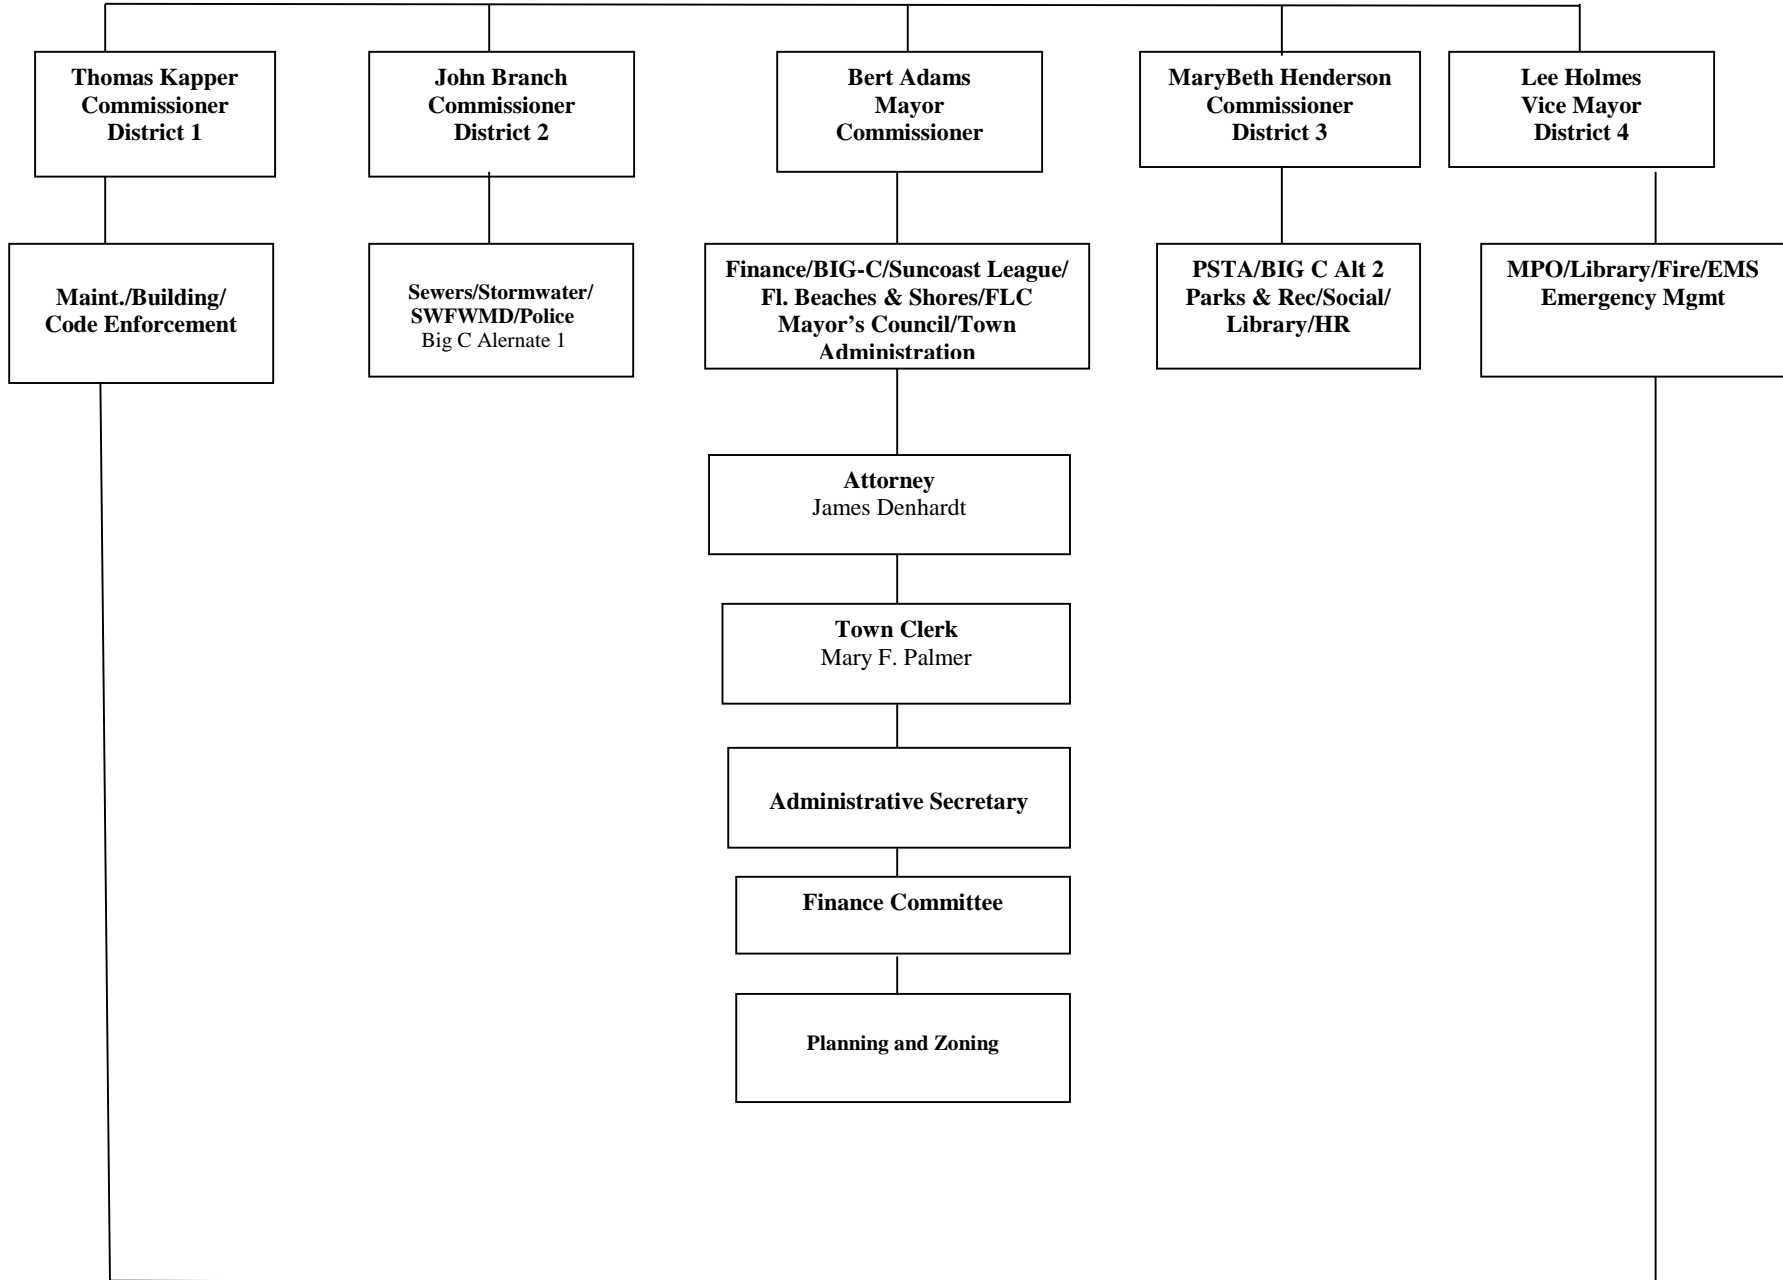 Thomas Kapper
Commissioner
District 1
John Branch
Commissioner
District 2
Bert Adams
Mayor
Commissioner
MaryBeth Henderson
Commissioner
District 3
Lee Holmes
Vice Mayor
District 4
Maint./Building/
Code Enforcement
Sewers/Stormwater/
SWFWMD/Police
Big C Alernate 1
Finance/BIG-C/Suncoast League/
Fl. Beaches & Shores/FLC
Mayor’s Council/Town
Administration
PSTA/BIG C Alt 2
Parks & Rec/Social/
Library/HR
MPO/Library/Fire/EMS
Emergency Mgmt
Attorney
James Denhardt
Town Clerk
Mary F. Palmer
Administrative Secretary
Finance Committee
Planning and Zoning